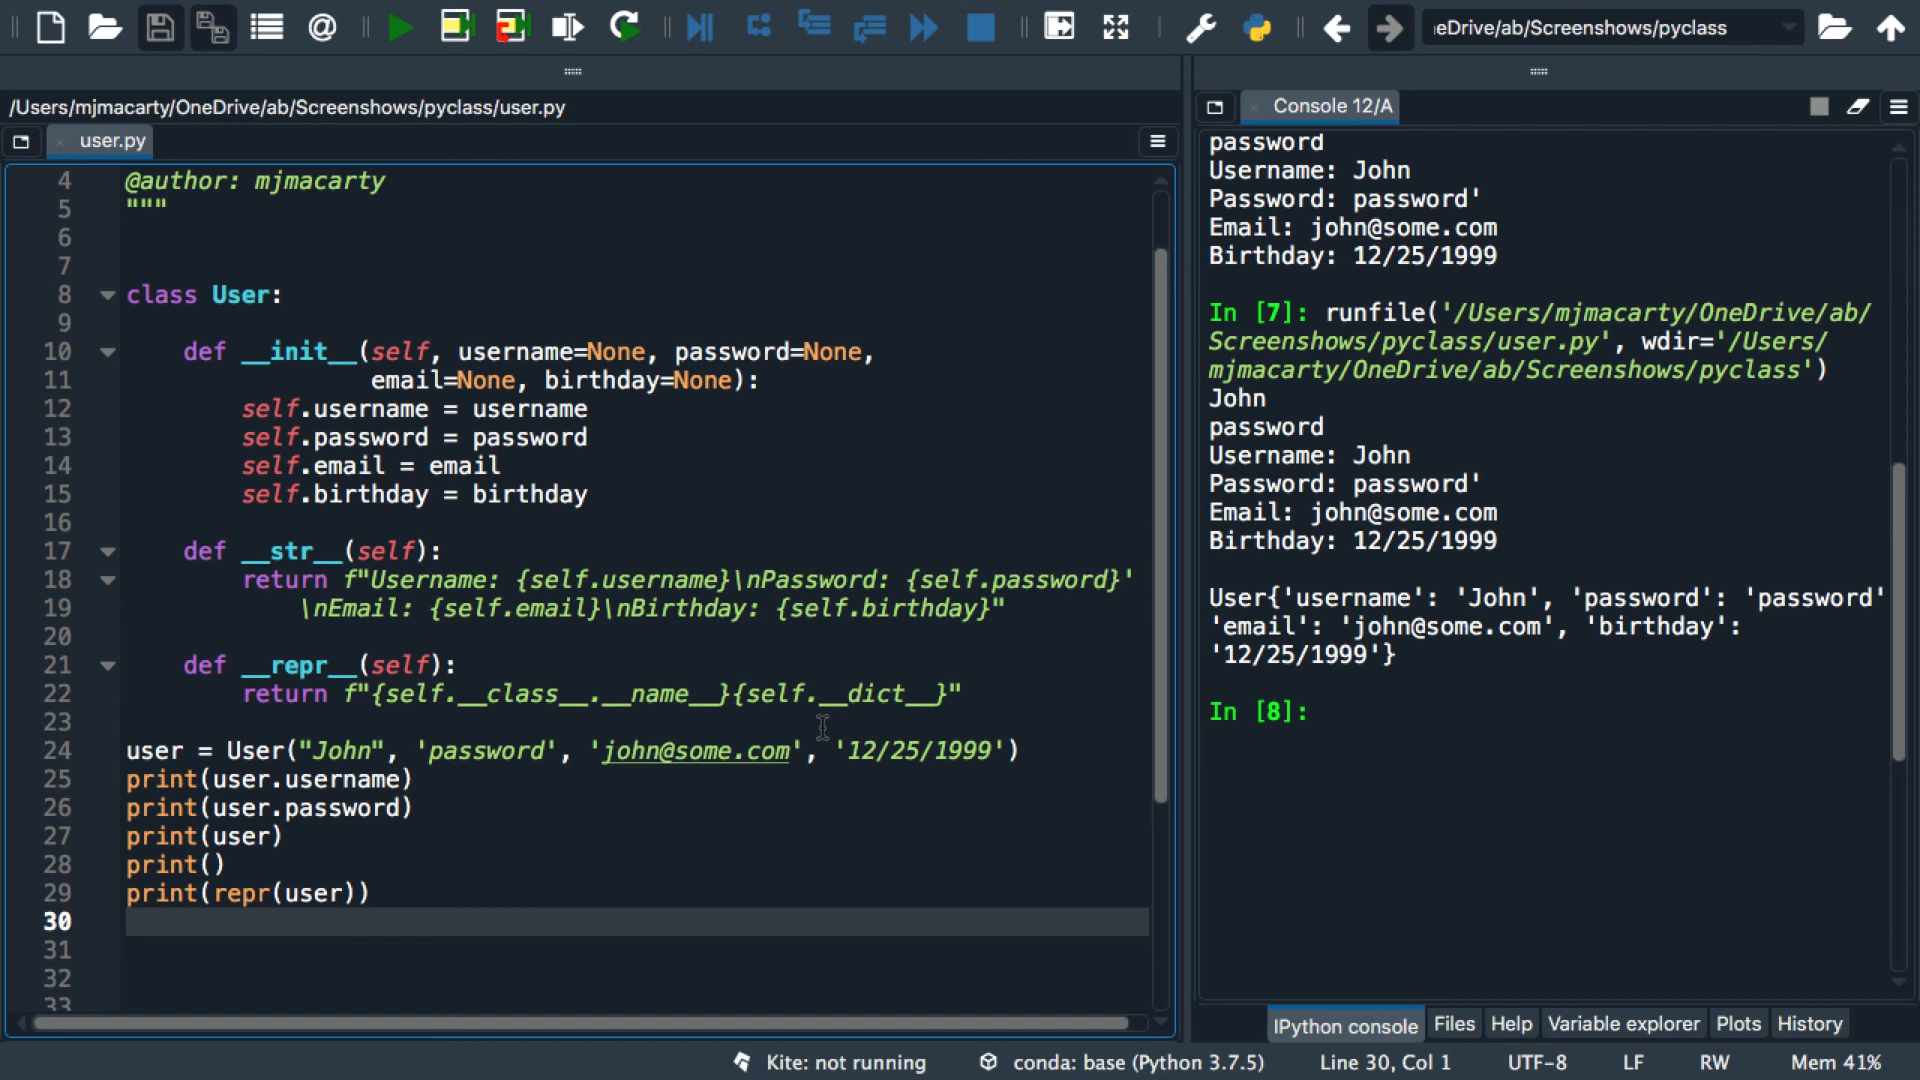 eDrive/ab/Screenshows/pyclass
/Users/mjmacarty/OneDrive/ab/Screenshows/pyclass/user.py
user.py
4 @author: mjmacarty
5 """
6
7
8 class User:
9
10     def __init__(self, username=None, password=None,
11                  email=None, birthday=None):
12         self.username = username
13         self.password = password
14         self.email = email
15         self.birthday = birthday
16
17     def __str__(self):
18         return f"Username: {self.username}\nPassword: {self.password}'
19             \nEmail: {self.email}\nBirthday: {self.birthday}"
20
21     def __repr__(self):
22         return f"{self.__class__.__name__}{self.__dict__}"
23
24 user = User("John", 'password', 'john@some.com', '12/25/1999')
25 print(user.username)
26 print(user.password)
27 print(user)
28 print()
29 print(repr(user))
30
31
32
33
Console 12/A
password
Username: John
Password: password'
Email: john@some.com
Birthday: 12/25/1999
In [7]: runfile('/Users/mjmacarty/OneDrive/ab/
Screenshows/pyclass/user.py', wdir='/Users/
mjmacarty/OneDrive/ab/Screenshows/pyclass')
John
password
Username: John
Password: password'
Email: john@some.com
Birthday: 12/25/1999
User{'username': 'John', 'password': 'password'
'email': 'john@some.com', 'birthday':
'12/25/1999'}
In [8]:
IPython console Files Help Variable explorer Plots History
Kite: not running conda: base (Python 3.7.5) Line 30, Col 1 UTF-8 LF RW Mem 41%